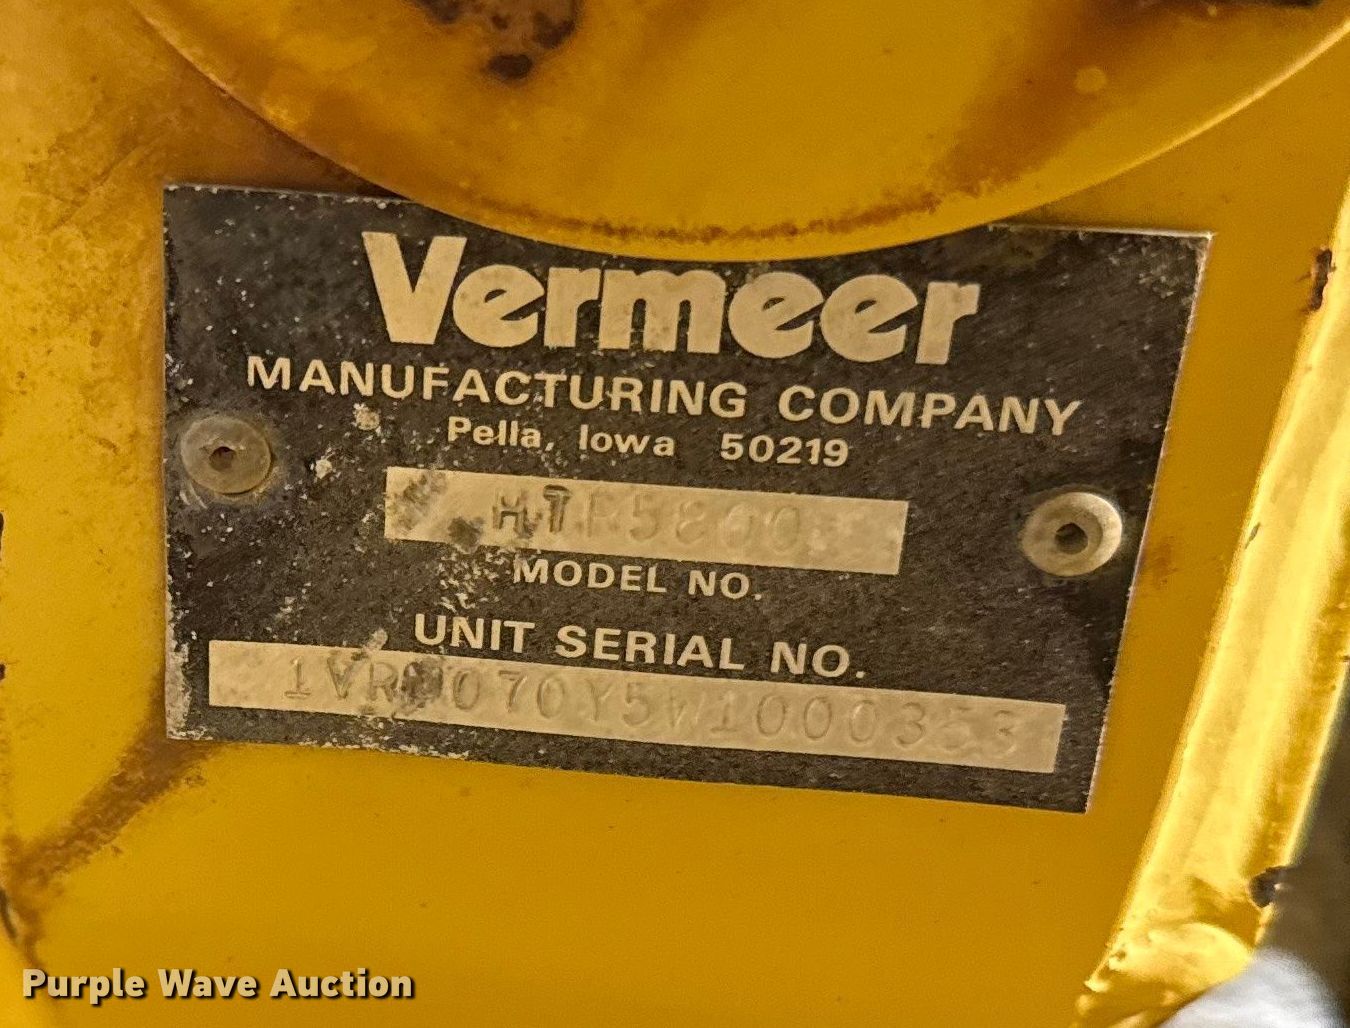 Vermeer
MANUFACTURING COMPANY
Pella, Iowa 50219
MODEL NO.
UNIT SERIAL NO.
Purple Wave Auction